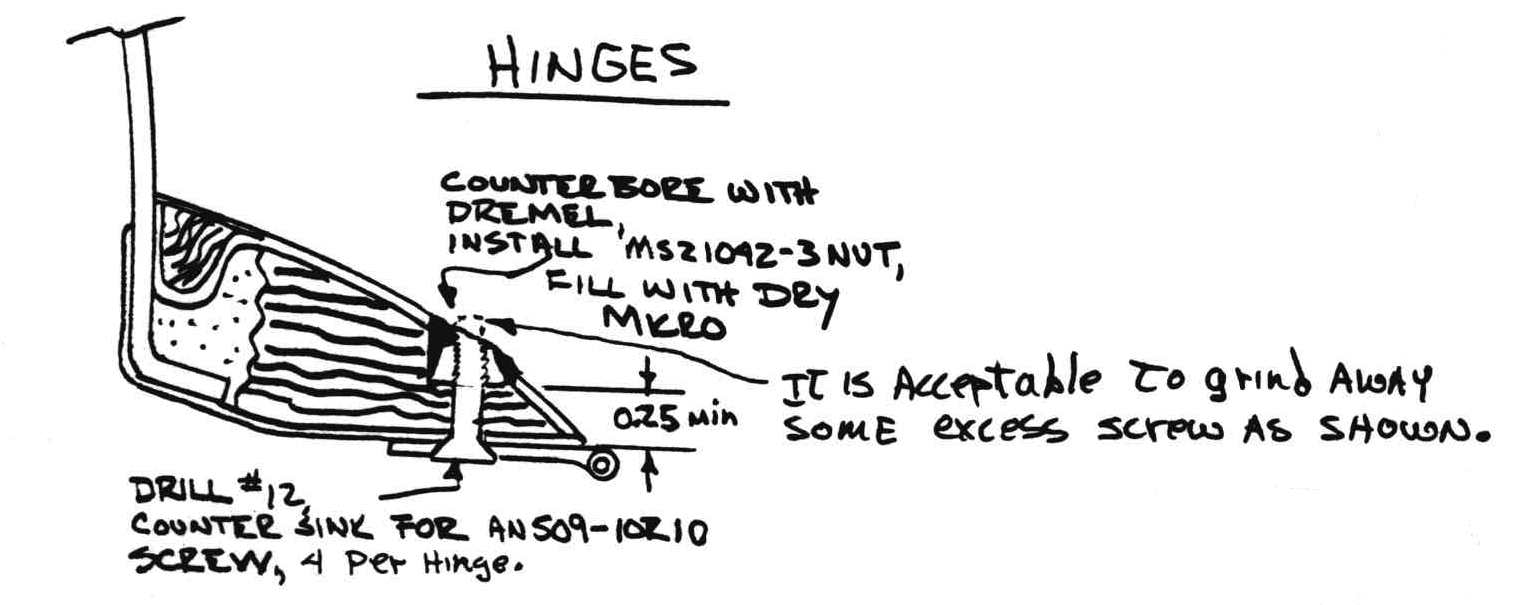 HINGES
COUNTERBORE WITH
DREMEL,
INSTALL MS21042-3 NUT,
FILL WITH DRY
MICRO
IT IS Acceptable To grind AWAY
SOME excess screw AS SHOWN.
0.25 min
DRILL #12,
COUNTER SINK FOR AN509-10R10
SCREW, 4 Per Hinge.